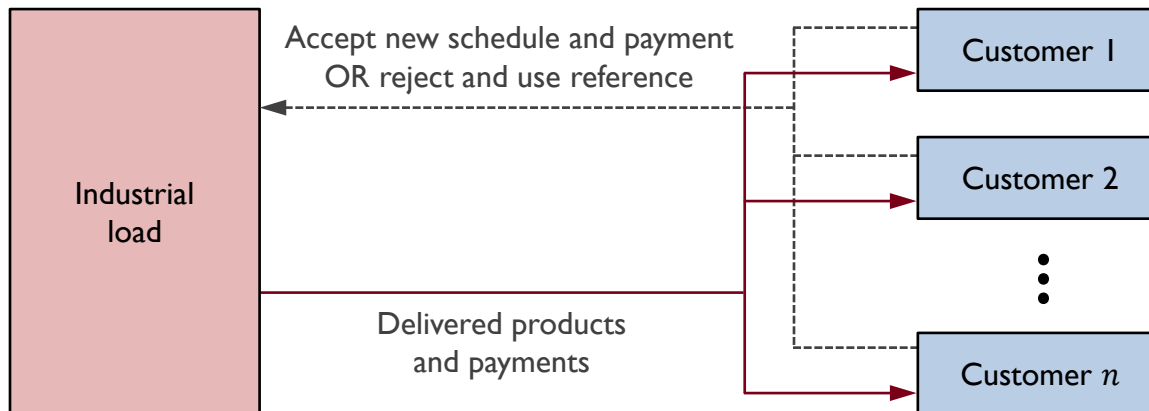 Accept new schedule and payment
OR reject and use reference
Customer 1
Industrial
load
Customer 2
Delivered products
and payments
Customer n